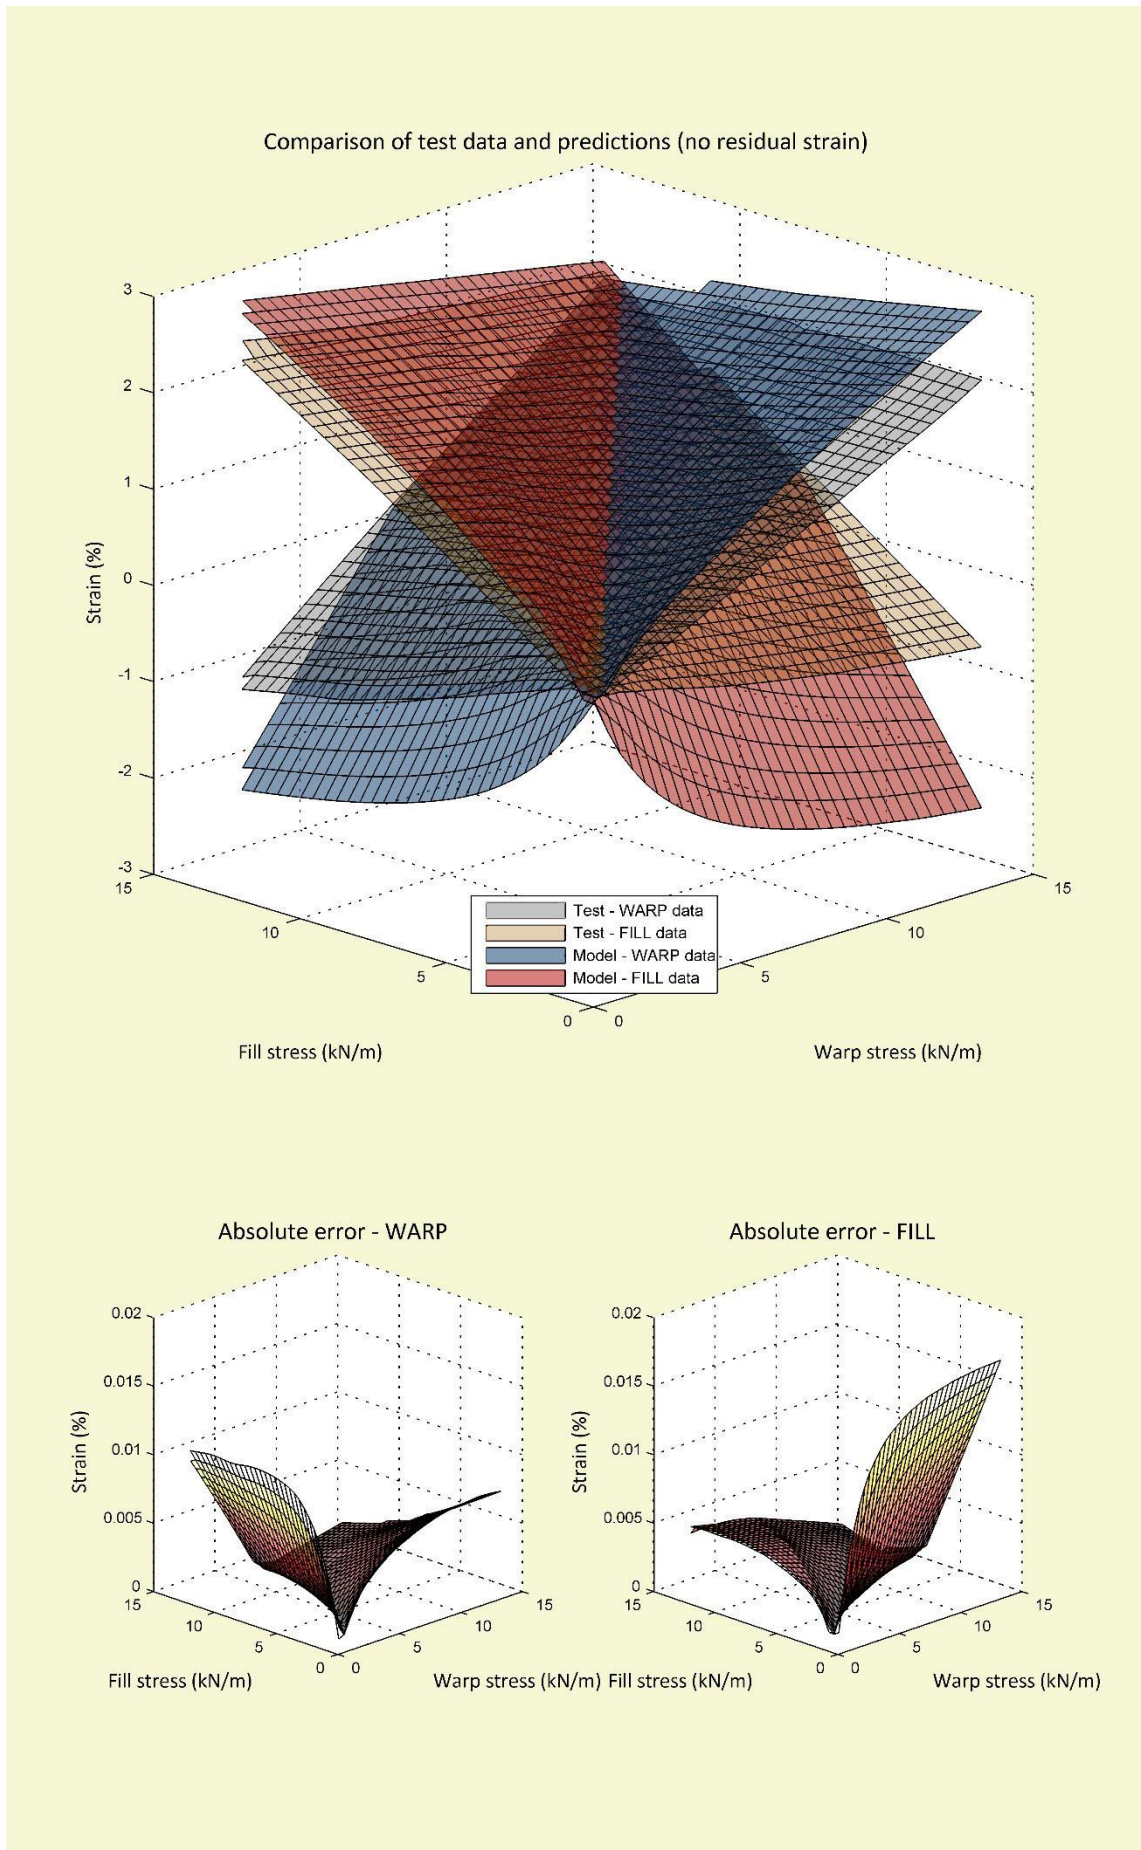 Comparison of test data and predictions (no residual strain)
3
2
1
0
-1
-2
-3
Strain (%)
15
10
5
0
0
5
10
15
Test - WARP data
Test - FILL data
Model - WARP data
Model - FILL data
Fill stress (kN/m)
Warp stress (kN/m)
Absolute error - WARP
0.02
0.015
0.01
0.005
0
Strain (%)
15
10
5
0
0
5
10
15
Fill stress (kN/m)
Warp stress (kN/m)
Absolute error - FILL
0.02
0.015
0.01
0.005
0
Strain (%)
15
10
5
0
0
5
10
15
Fill stress (kN/m)
Warp stress (kN/m)